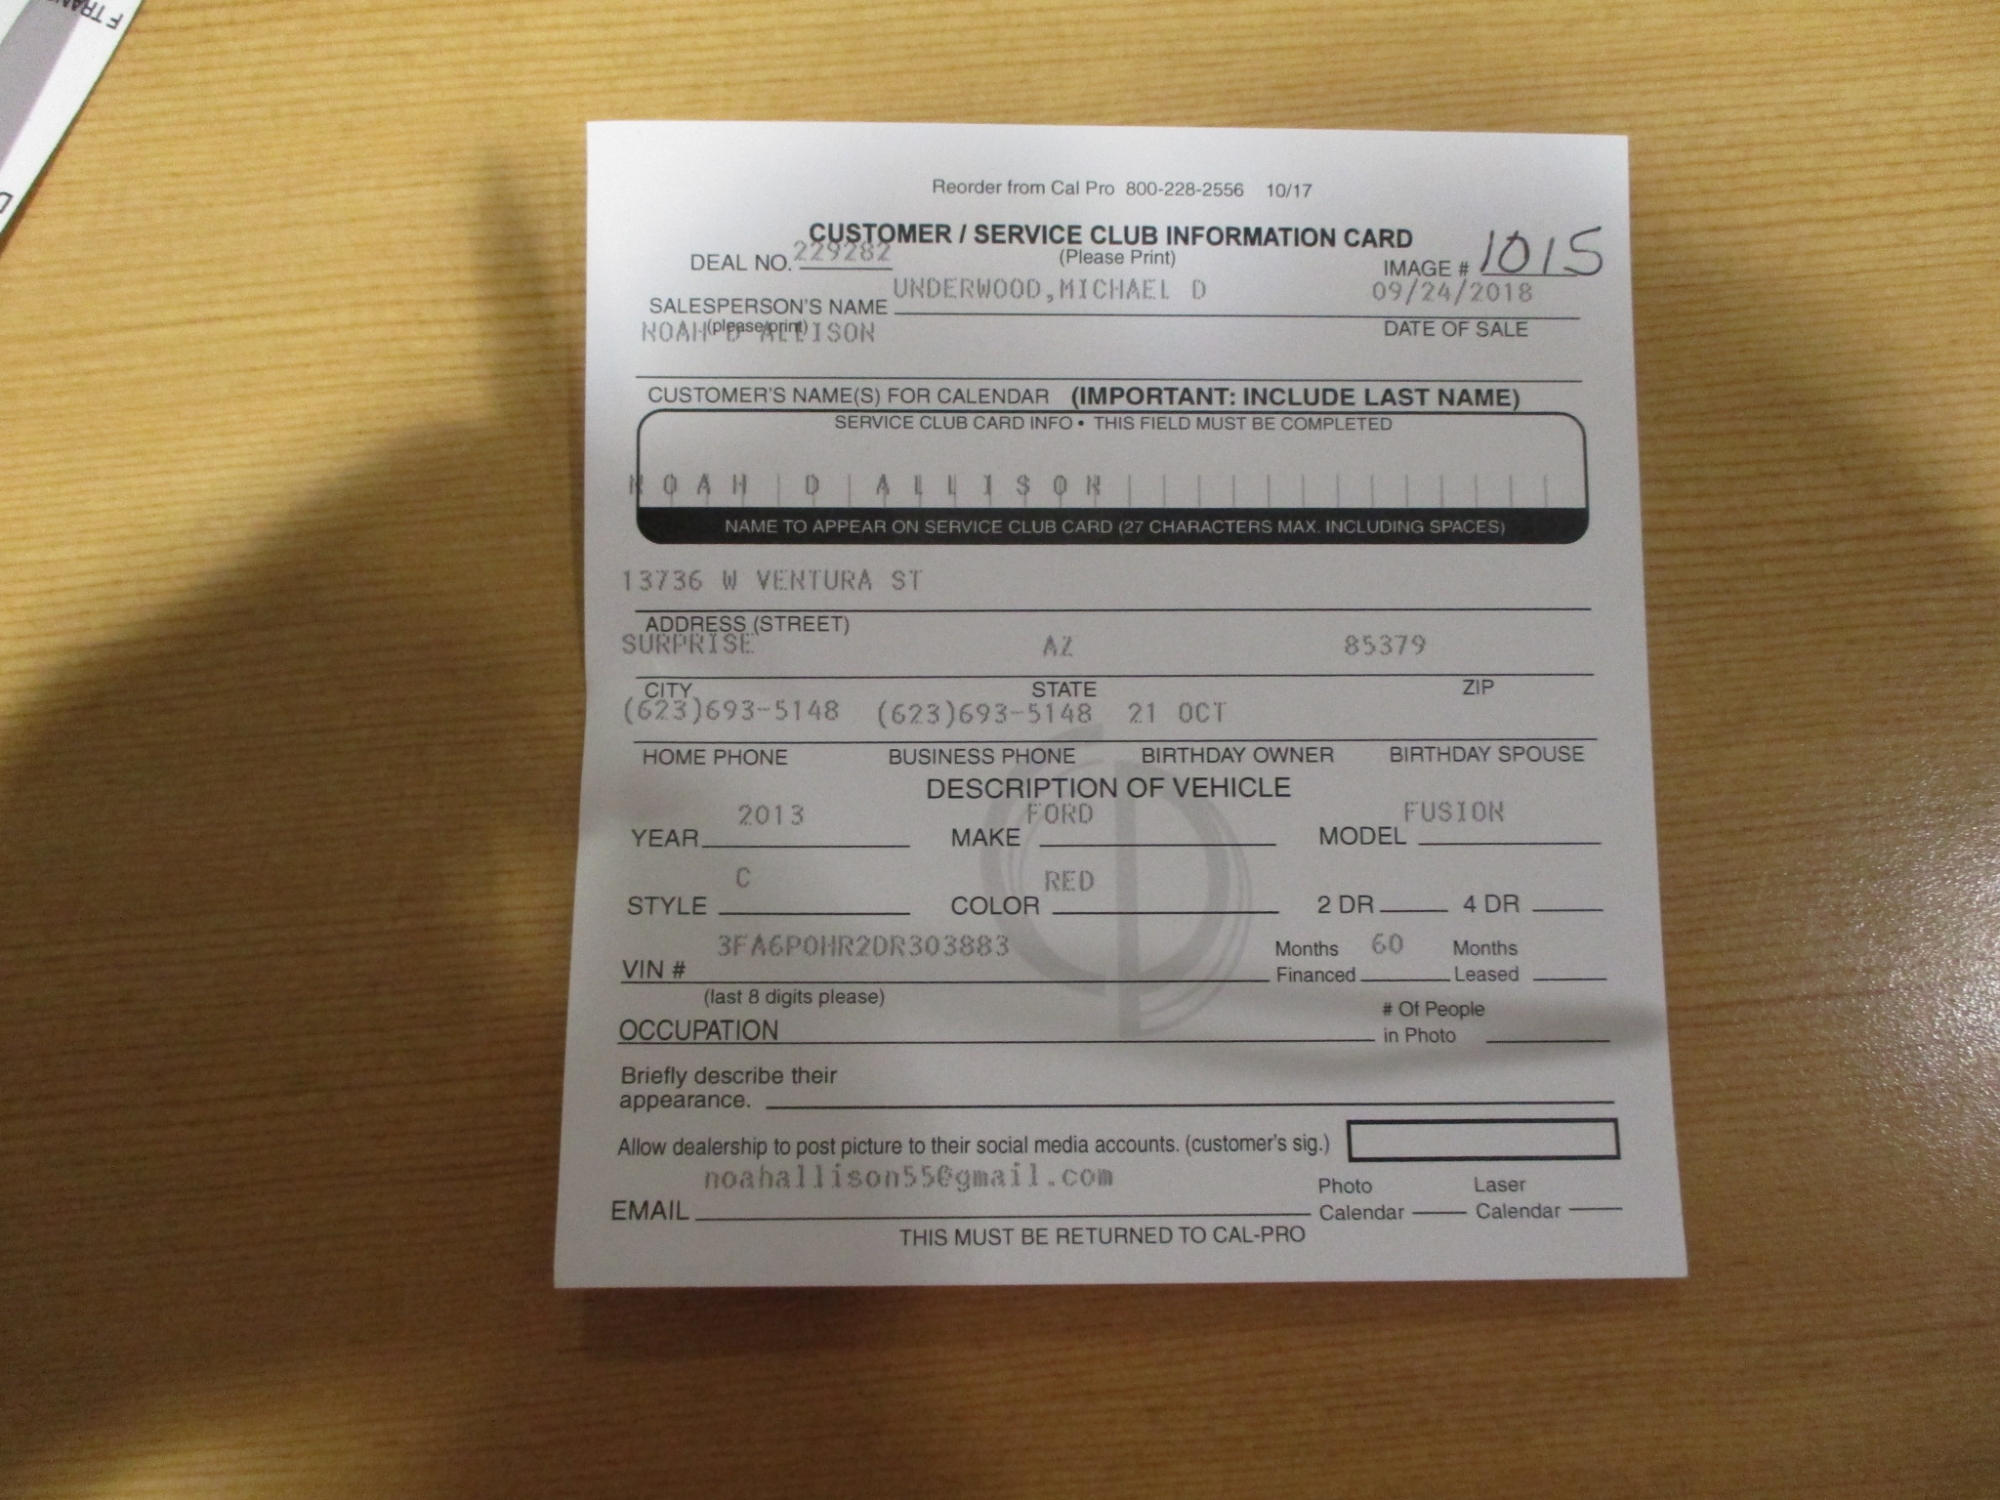 F TRAN
D
Reorder from Cal Pro 800-228-2556 10/17
CUSTOMER / SERVICE CLUB INFORMATION CARD
DEAL NO. 229282 (Please Print) IMAGE # 1015
SALESPERSON'S NAME UNDERWOOD,MICHAEL D 09/24/2018
(please print) DATE OF SALE
NOAH D ALLISON
CUSTOMER'S NAME(S) FOR CALENDAR (IMPORTANT: INCLUDE LAST NAME)
SERVICE CLUB CARD INFO • THIS FIELD MUST BE COMPLETED
NOAH D ALLISON
NAME TO APPEAR ON SERVICE CLUB CARD (27 CHARACTERS MAX. INCLUDING SPACES)
13736 W VENTURA ST
ADDRESS (STREET)
SURPRISE AZ 85379
CITY STATE ZIP
(623)693-5148 (623)693-5148 21 OCT
HOME PHONE BUSINESS PHONE BIRTHDAY OWNER BIRTHDAY SPOUSE
DESCRIPTION OF VEHICLE
YEAR 2013 MAKE FORD MODEL FUSION
STYLE C COLOR RED 2 DR 4 DR
VIN # 3FA6P0HR2DR303883 Months Financed 60 Months Leased
(last 8 digits please)
OCCUPATION # Of People in Photo
Briefly describe their
appearance.
Allow dealership to post picture to their social media accounts. (customer's sig.)
EMAIL noahallison55@gmail.com Photo Calendar Laser Calendar
THIS MUST BE RETURNED TO CAL-PRO